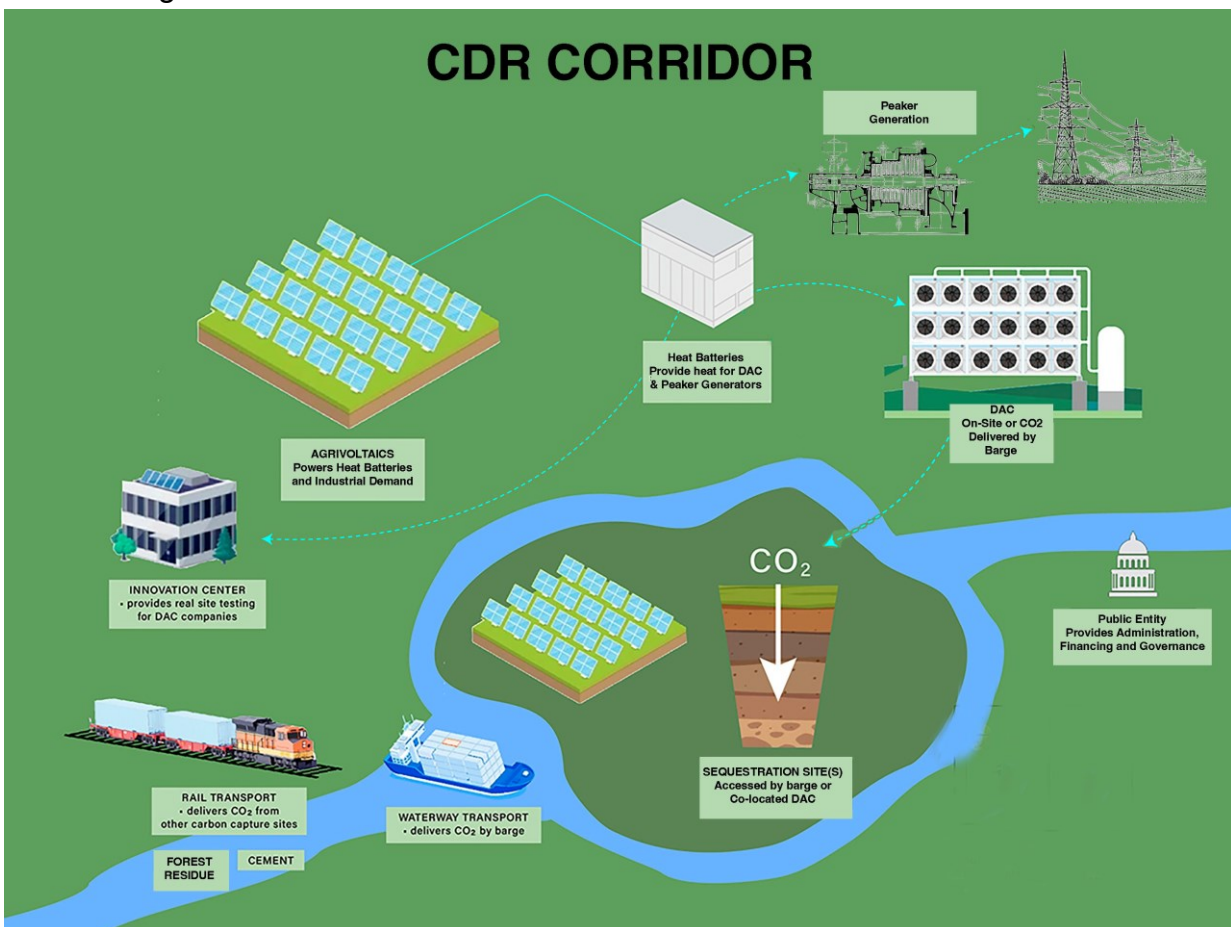 CDR CORRIDOR
Peaker
Generation
Heat Batteries
Provide heat for DAC
& Peaker Generators
DAC
On-Site or CO2
Delivered by
Barge
AGRIVOLTAICS
Powers Heat Batteries
and Industrial Demand
INNOVATION CENTER
• provides real site testing
for DAC companies
CO₂
Public Entity
Provides Administration,
Financing and Governance
SEQUESTRATION SITE(S)
Accessed by barge or
Co-located DAC
RAIL TRANSPORT
• delivers CO₂ from
other carbon capture sites
WATERWAY TRANSPORT
• delivers CO₂ by barge
FOREST
RESIDUE
CEMENT